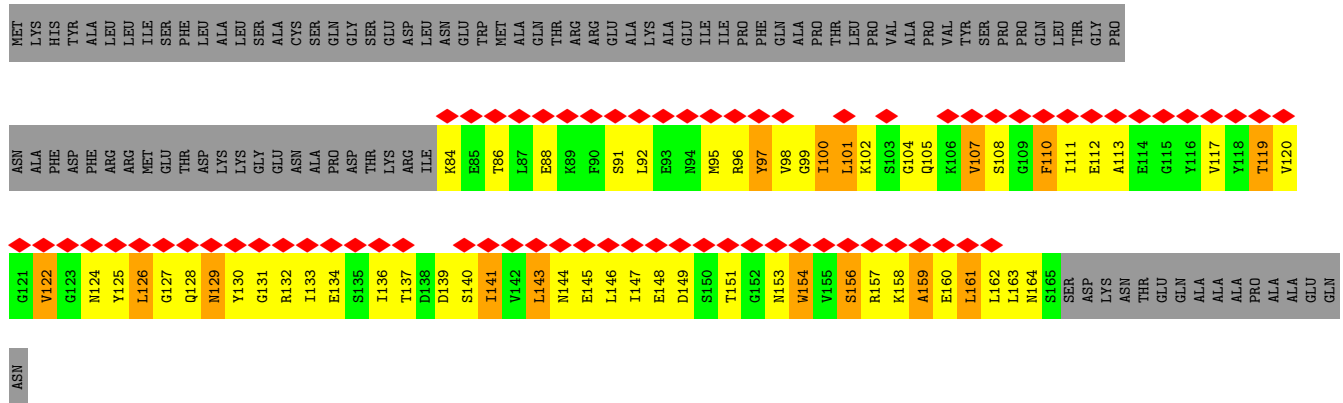 MET LYS HIS TYR ALA LEU LEU ILE SER PHE LEU ALA LEU SER ALA CYS SER GLN GLY SER GLU ASP LEU ASN GLU TRP MET ALA GLN THR ARG ARG GLU ALA LYS ALA GLU ILE ILE PRO PHE GLN ALA PRO THR LEU PRO VAL ALA PRO VAL TYR SER PRO PRO GLN LEU THR GLY PRO
ASN ALA PHE ASP PHE ARG ARG MET GLU THR ASP LYS LYS GLY GLU ASN ALA PRO ASP THR LYS ARG ILE K84 E85 T86 L87 E88 K89 F90 S91 L92 E93 N94 M95 R96 Y97 V98 G99 I100 L101 K102 S103 G104 Q105 K106 V107 S108 G109 F110 I111 E112 A113 E114 G115 Y116 V117 Y118 T119 V120
G121 V122 G123 N124 Y125 L126 G127 Q128 N129 Y130 G131 R132 I133 E134 S135 I136 T137 D138 D139 S140 I141 V142 L143 N144 E145 L146 I147 E148 D149 S150 T151 G152 N153 W154 V155 S156 R157 K158 A159 E160 L161 L162 L163 N164 S165 SER ASP LYS ASN THR GLU GLN ALA ALA ALA PRO ALA ALA GLU GLN
ASN